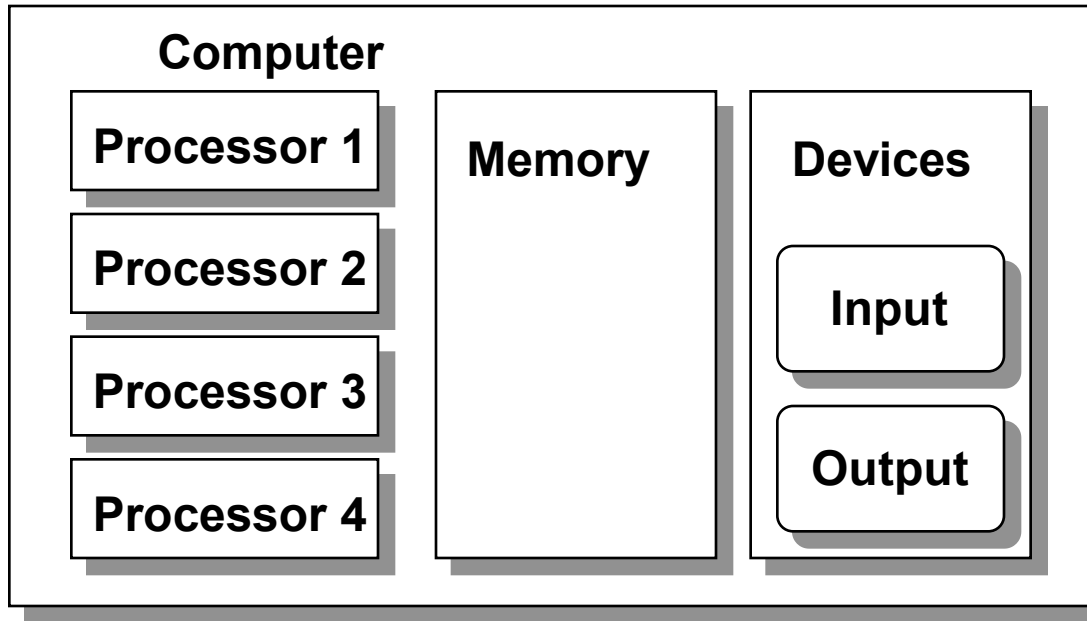 Computer
Processor 1
Processor 2
Processor 3
Processor 4
Memory
Devices
Input
Output